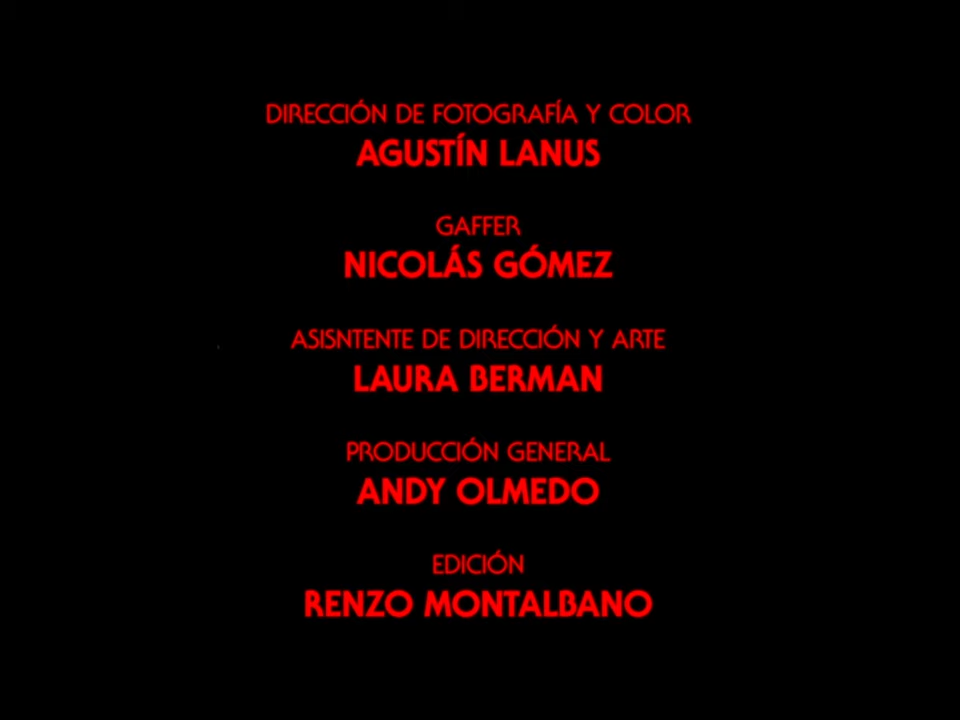 DIRECCIÓN DE FOTOGRAFÍA Y COLOR
AGUSTÍN LANUS
GAFFER
NICOLÁS GÓMEZ
ASISNTENTE DE DIRECCIÓN Y ARTE
LAURA BERMAN
PRODUCCIÓN GENERAL
ANDY OLMEDO
EDICIÓN
RENZO MONTALBANO